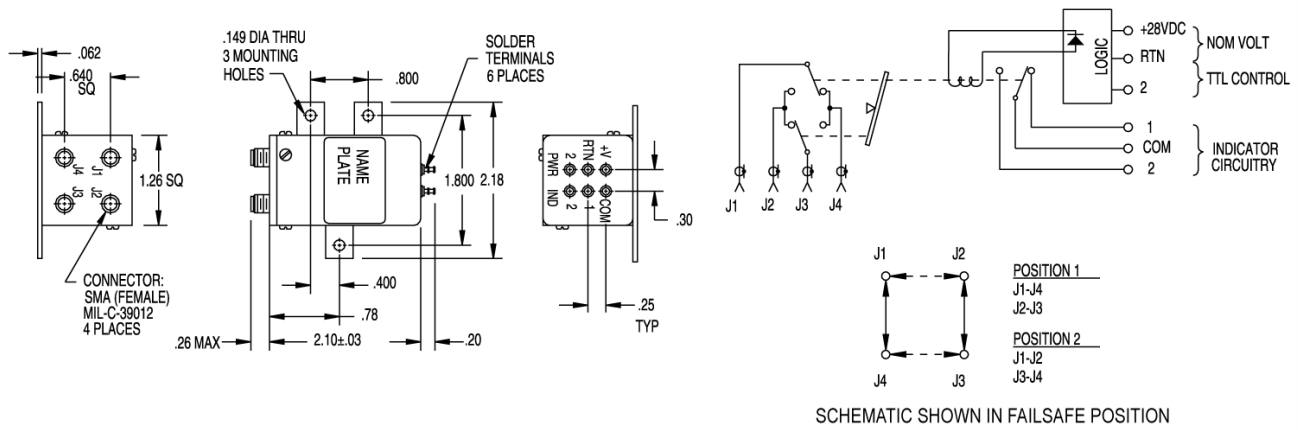 .062
.640
SQ
J4
J1
J3
J2
1.26 SQ
CONNECTOR:
SMA (FEMALE)
MIL-C-39012
4 PLACES
.149 DIA THRU
3 MOUNTING
HOLES
.800
SOLDER
TERMINALS
6 PLACES
NAME
PLATE
1.800
2.18
.400
.78
.26 MAX
2.10±.03
.20
PWR
2
RTN
+V
IND
2
1
COM
.30
.25
TYP
LOGIC
+28VDC
RTN
2
NOM VOLT
TTL CONTROL
1
COM
2
INDICATOR
CIRCUITRY
J1
J2
J3
J4
J1
J2
J4
J3
POSITION 1
J1-J4
J2-J3
POSITION 2
J1-J2
J3-J4
SCHEMATIC SHOWN IN FAILSAFE POSITION